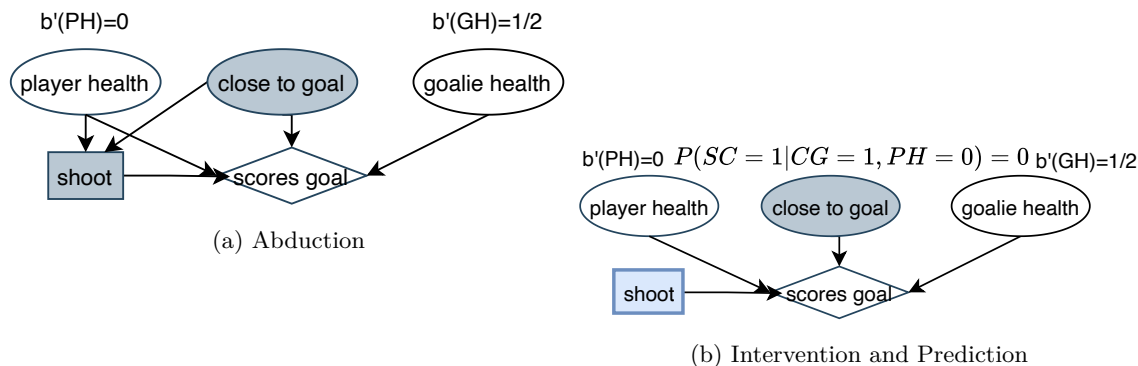 b'(PH)=0
b'(GH)=1/2
player health
close to goal
goalie health
shoot
scores goal
(a) Abduction
b'(PH)=0
P(SC = 1|CG = 1, PH = 0) = 0
b'(GH)=1/2
player health
close to goal
goalie health
shoot
scores goal
(b) Intervention and Prediction